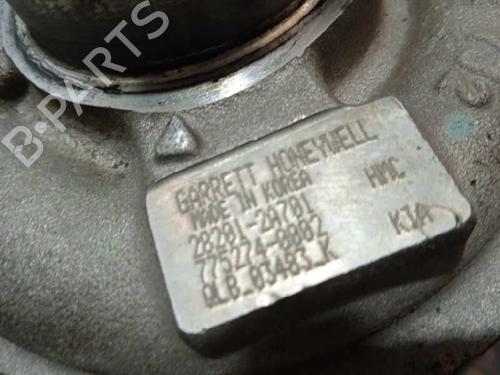 B-PARTS
GARRETT HONEYWELL
MADE IN KOREA HMC
28201-2A701
775274-0002 KIA
QLB_03483_K